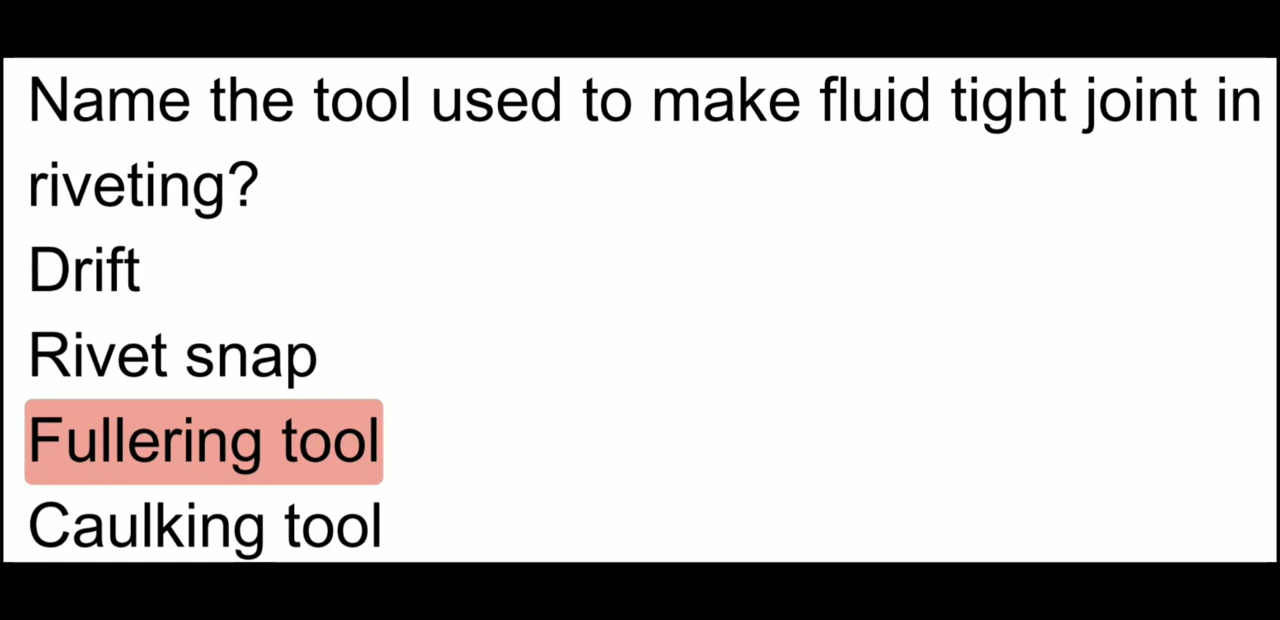 Name the tool used to make fluid tight joint in
riveting?
Drift
Rivet snap
Fullering tool
Caulking tool